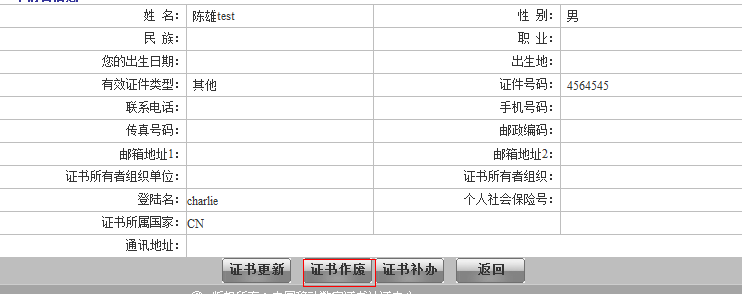 姓 名： 陈雄test 性 别： 男
民 族： 职 业：
您的出生日期： 出生地：
有效证件类型： 其他 证件号码： 4564545
联系电话： 手机号码：
传真号码： 邮政编码：
邮箱地址1： 邮箱地址2：
证书所有者组织单位： 证书所有者组织：
登陆名： charlie 个人社会保险号：
证书所属国家： CN
通讯地址：
证书更新 证书作废 证书补办 返回